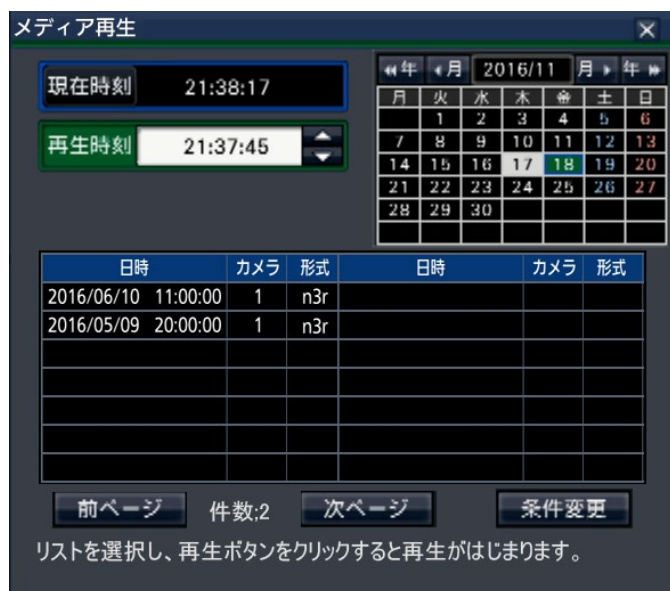 メディア再生
現在時刻 21:38:17
再生時刻 21:37:45
年 月 2016/11 月 年
月 火 水 木 金 土 日
1 2 3 4 5 6
7 8 9 10 11 12 13
14 15 16 17 18 19 20
21 22 23 24 25 26 27
28 29 30
日時 カメラ 形式 日時 カメラ 形式
2016/06/10 11:00:00 1 n3r
2016/05/09 20:00:00 1 n3r
前ページ 件数:2 次ページ 条件変更
リストを選択し、再生ボタンをクリックすると再生がはじまります。